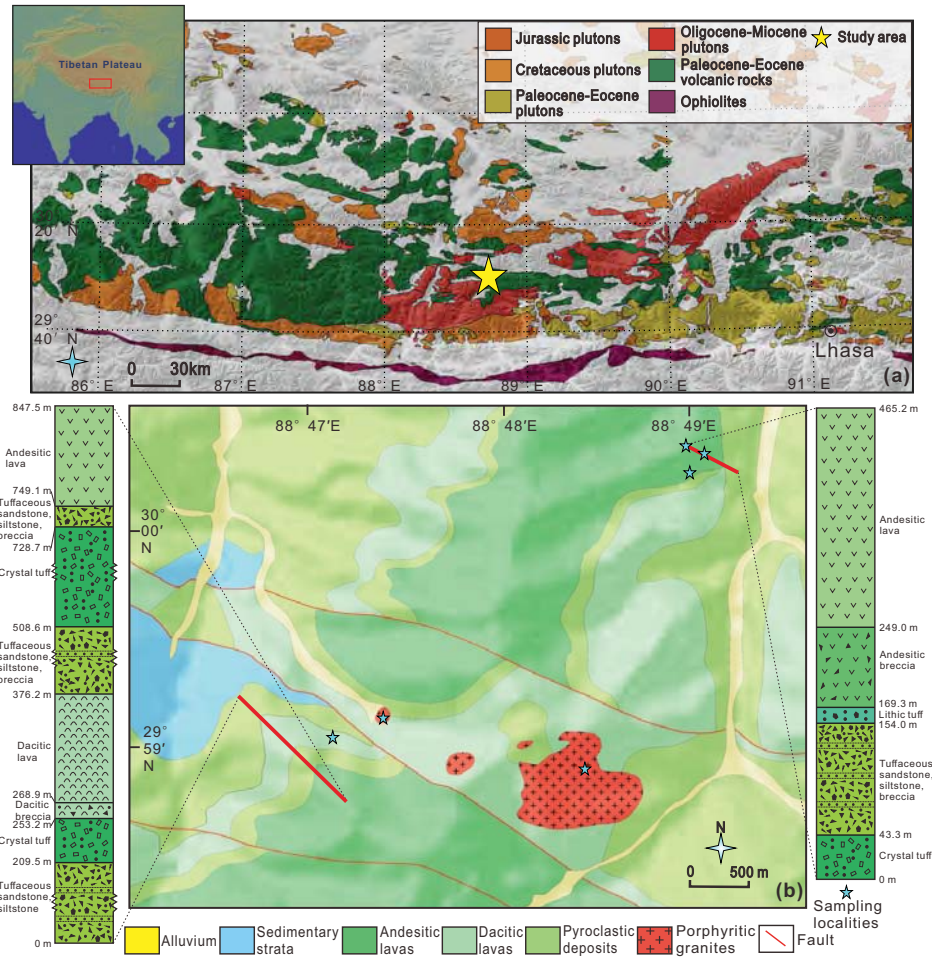 Tibetan Plateau
Jurassic plutons
Cretaceous plutons
Paleocene-Eocene
plutons
Oligocene-Miocene
plutons
Paleocene-Eocene
volcanic rocks
Ophiolites
Study area
N
29°
40'
N
0 30km
86° E
87° E
88° E
89° E
90° E
91° E
Lhasa
(a)
847.5 m
Andesitic
lava
749.1 m
Tuffaceous
sandstone,
siltstone,
breccia
728.7 m
Crystal tuff
508.6 m
Tuffaceous
sandstone,
siltstone,
breccia
376.2 m
Dacitic
lava
268.9 m
Dacitic
breccia
253.2 m
Crystal tuff
209.5 m
Tuffaceous
sandstone,
siltstone
0 m
88° 47'E
88° 48'E
88° 49'E
30°
00'
N
29°
59'
N
N
0 500 m
(b)
465.2 m
Andesitic
lava
249.0 m
Andesitic
breccia
169.3 m
Lithic tuff
154.0 m
Tuffaceous
sandstone,
siltstone,
breccia
43.3 m
Crystal tuff
0 m
Sampling
localities
Alluvium
Sedimentary
strata
Andesitic
lavas
Dacitic
lavas
Pyroclastic
deposits
Porphyritic
granites
Fault